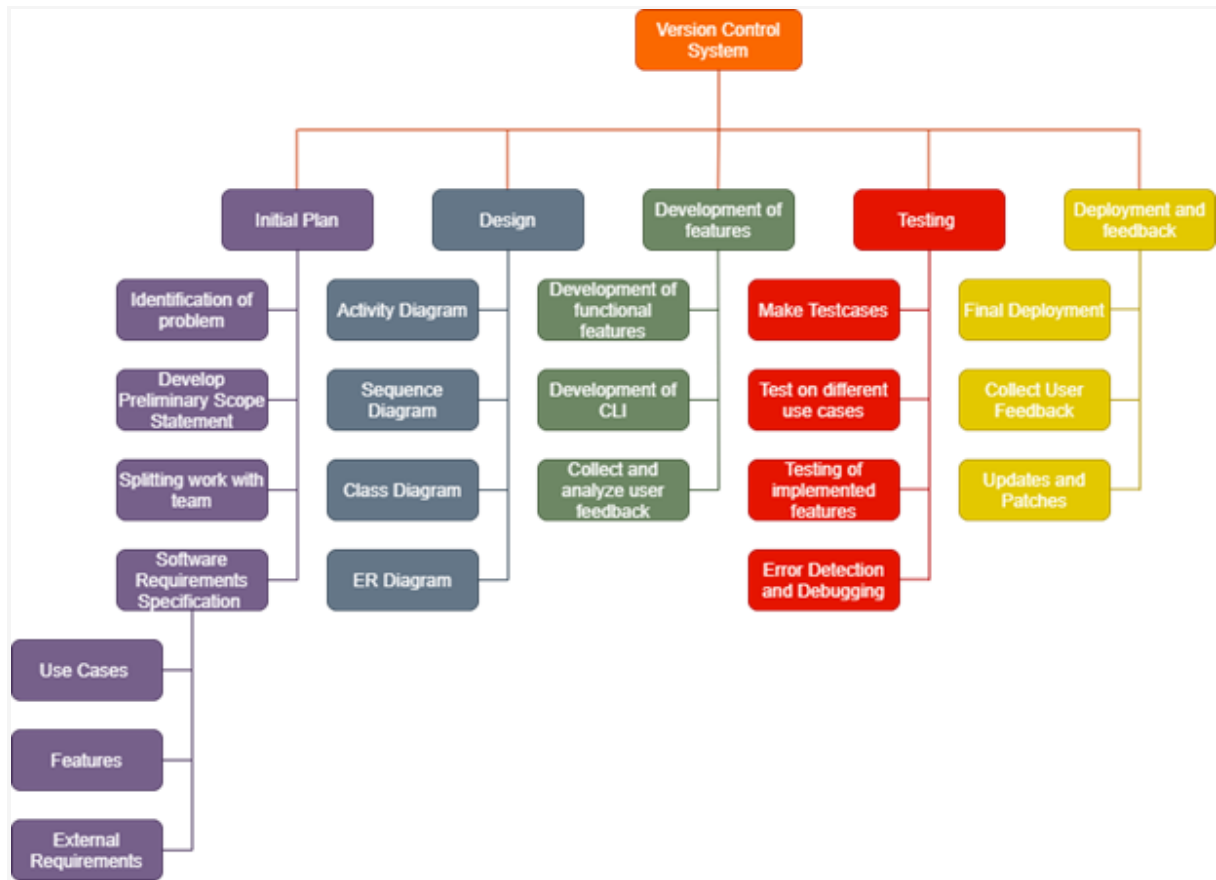 Version Control
System
Initial Plan
Design
Development of
features
Testing
Deployment and
feedback
Identification of
problem
Develop
Preliminary Scope
Statement
Splitting work with
team
Software
Requirements
Specification
Use Cases
Features
External
Requirements
Activity Diagram
Sequence
Diagram
Class Diagram
ER Diagram
Development of
functional
features
Development of
CLI
Collect and
analyze user
feedback
Make Testcases
Test on different
use cases
Testing of
implemented
features
Error Detection
and Debugging
Final Deployment
Collect User
Feedback
Updates and
Patches